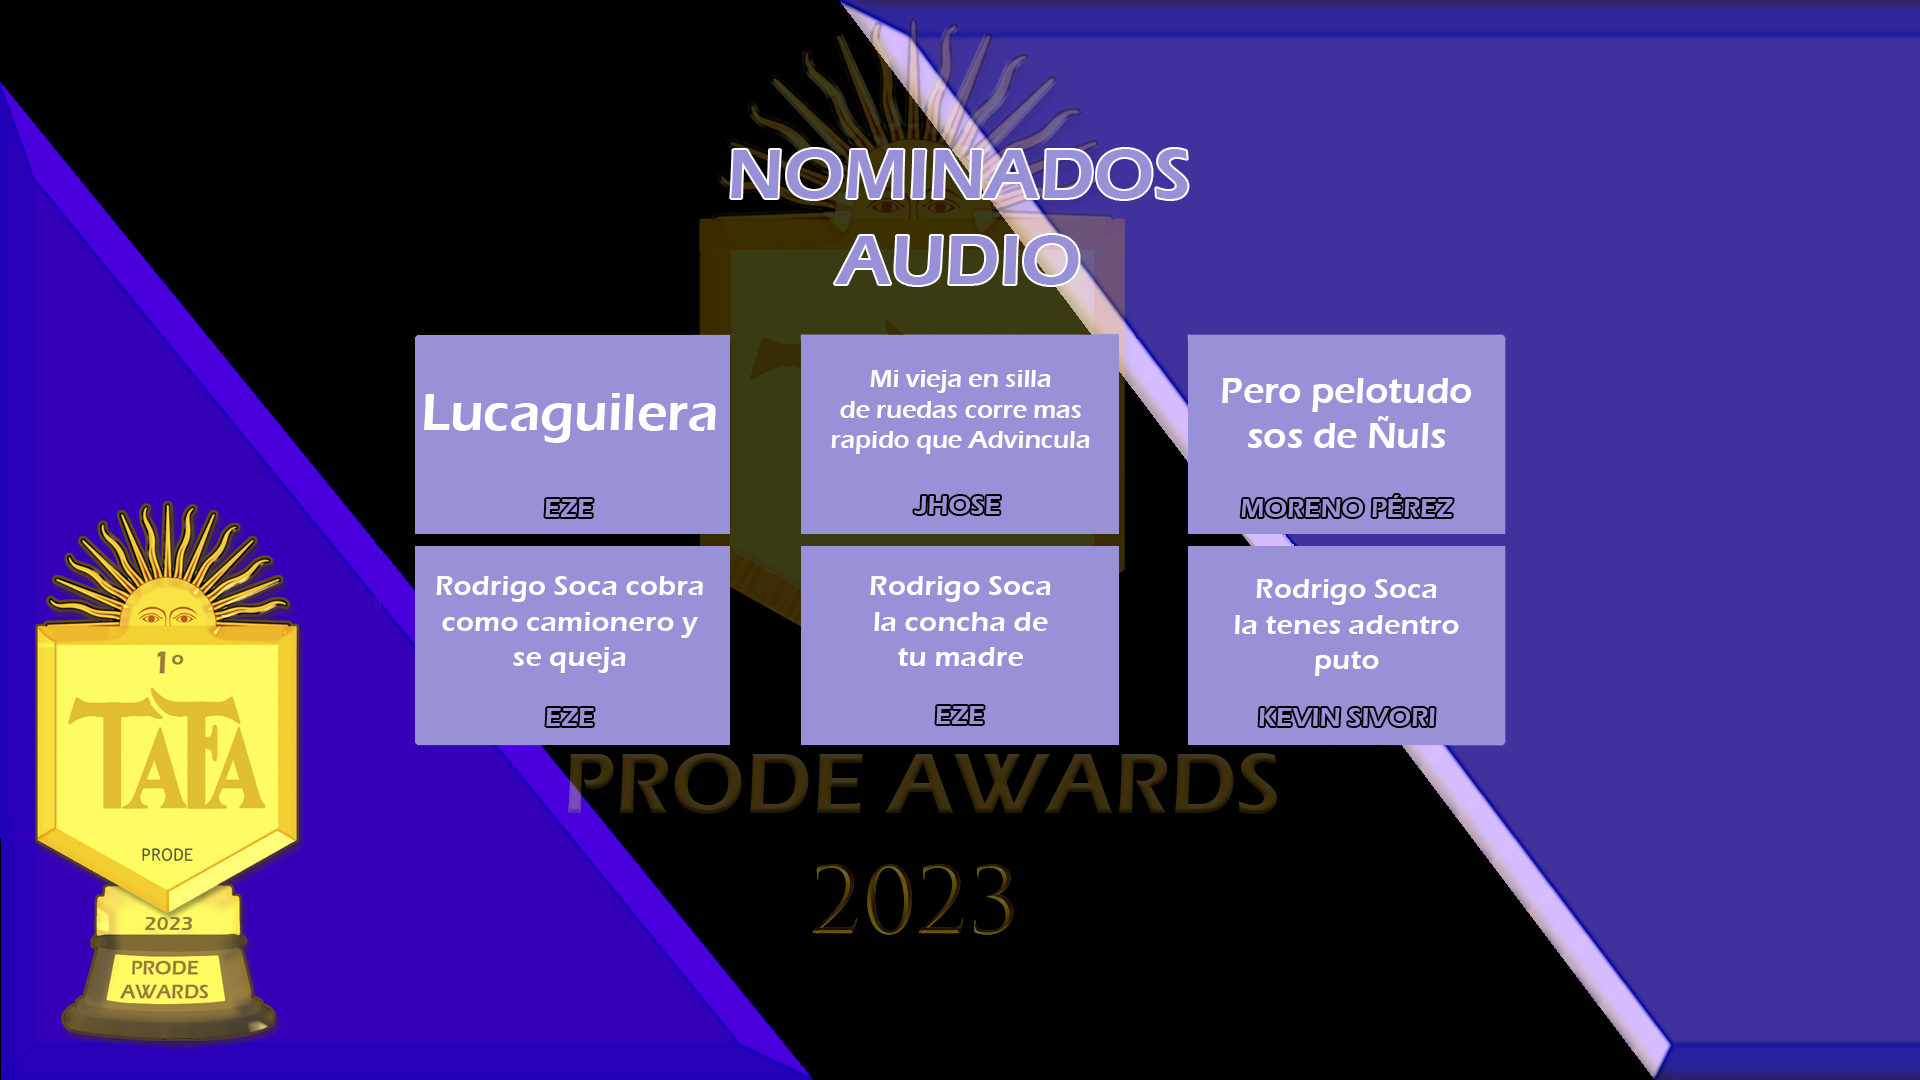 NOMINADOS
AUDIO
Lucaguilera
EZE
Mi vieja en silla
de ruedas corre mas
rapido que Advincula
JHOSE
Pero pelotudo
sos de Ñuls
MORENO PÉREZ
Rodrigo Soca cobra
como camionero y
se queja
EZE
Rodrigo Soca
la concha de
tu madre
EZE
Rodrigo Soca
la tenes adentro
puto
KEVIN SIVORI
PRODE AWARDS
2023
1º
TAFA
PRODE
2023
PRODE
AWARDS